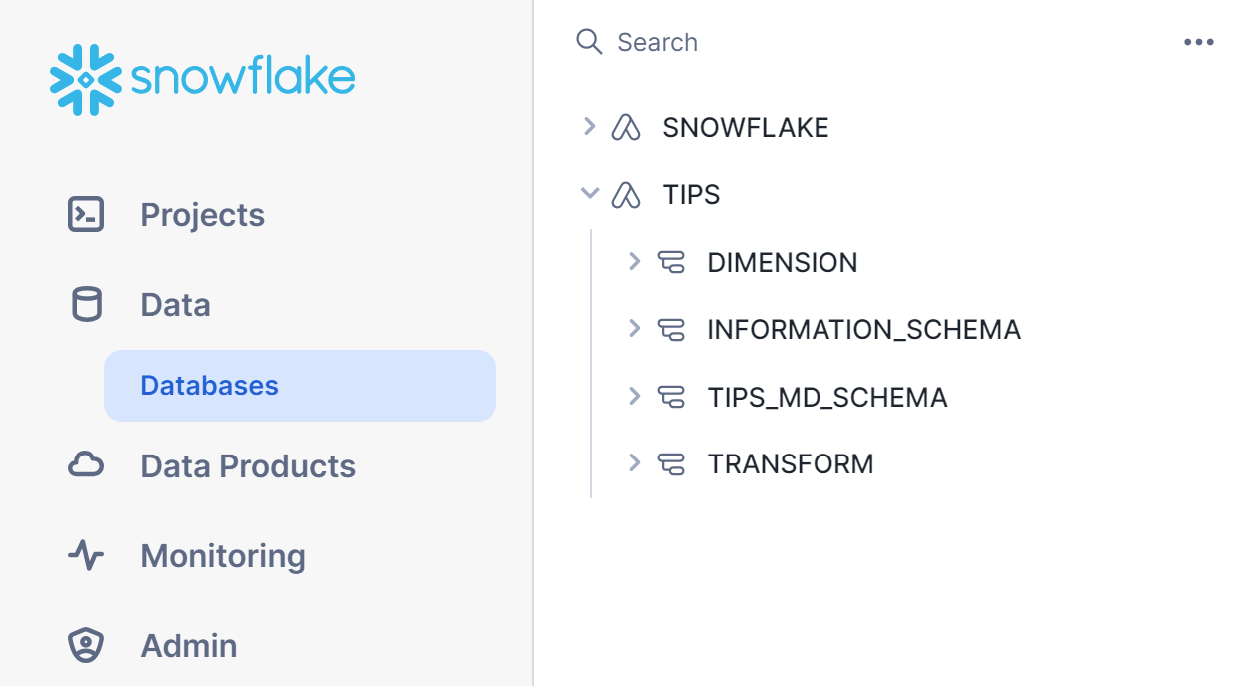 snowflake
Projects
Data
Databases
Data Products
Monitoring
Admin
Search
SNOWFLAKE
TIPS
DIMENSION
INFORMATION_SCHEMA
TIPS_MD_SCHEMA
TRANSFORM